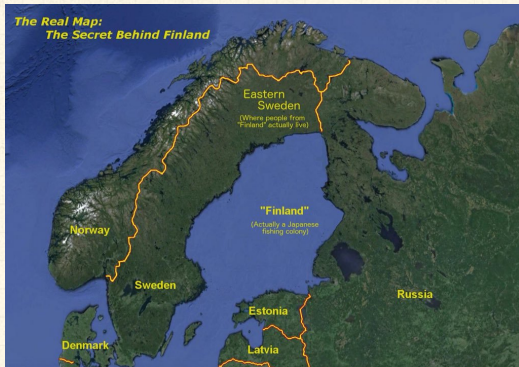 The Real Map:
The Secret Behind Finland
Eastern
Sweden
(Where people from
"Finland" actually live)
"Finland"
(Actually a Japanese
fishing colony)
Norway
Sweden
Russia
Estonia
Denmark
Latvia